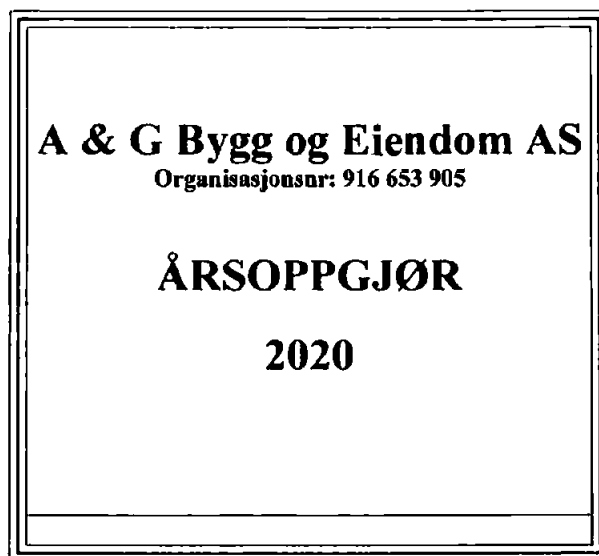 A & G Bygg og Eiendom AS
Organisasjonsnr: 916 653 905
ÅRSOPPGJØR
2020